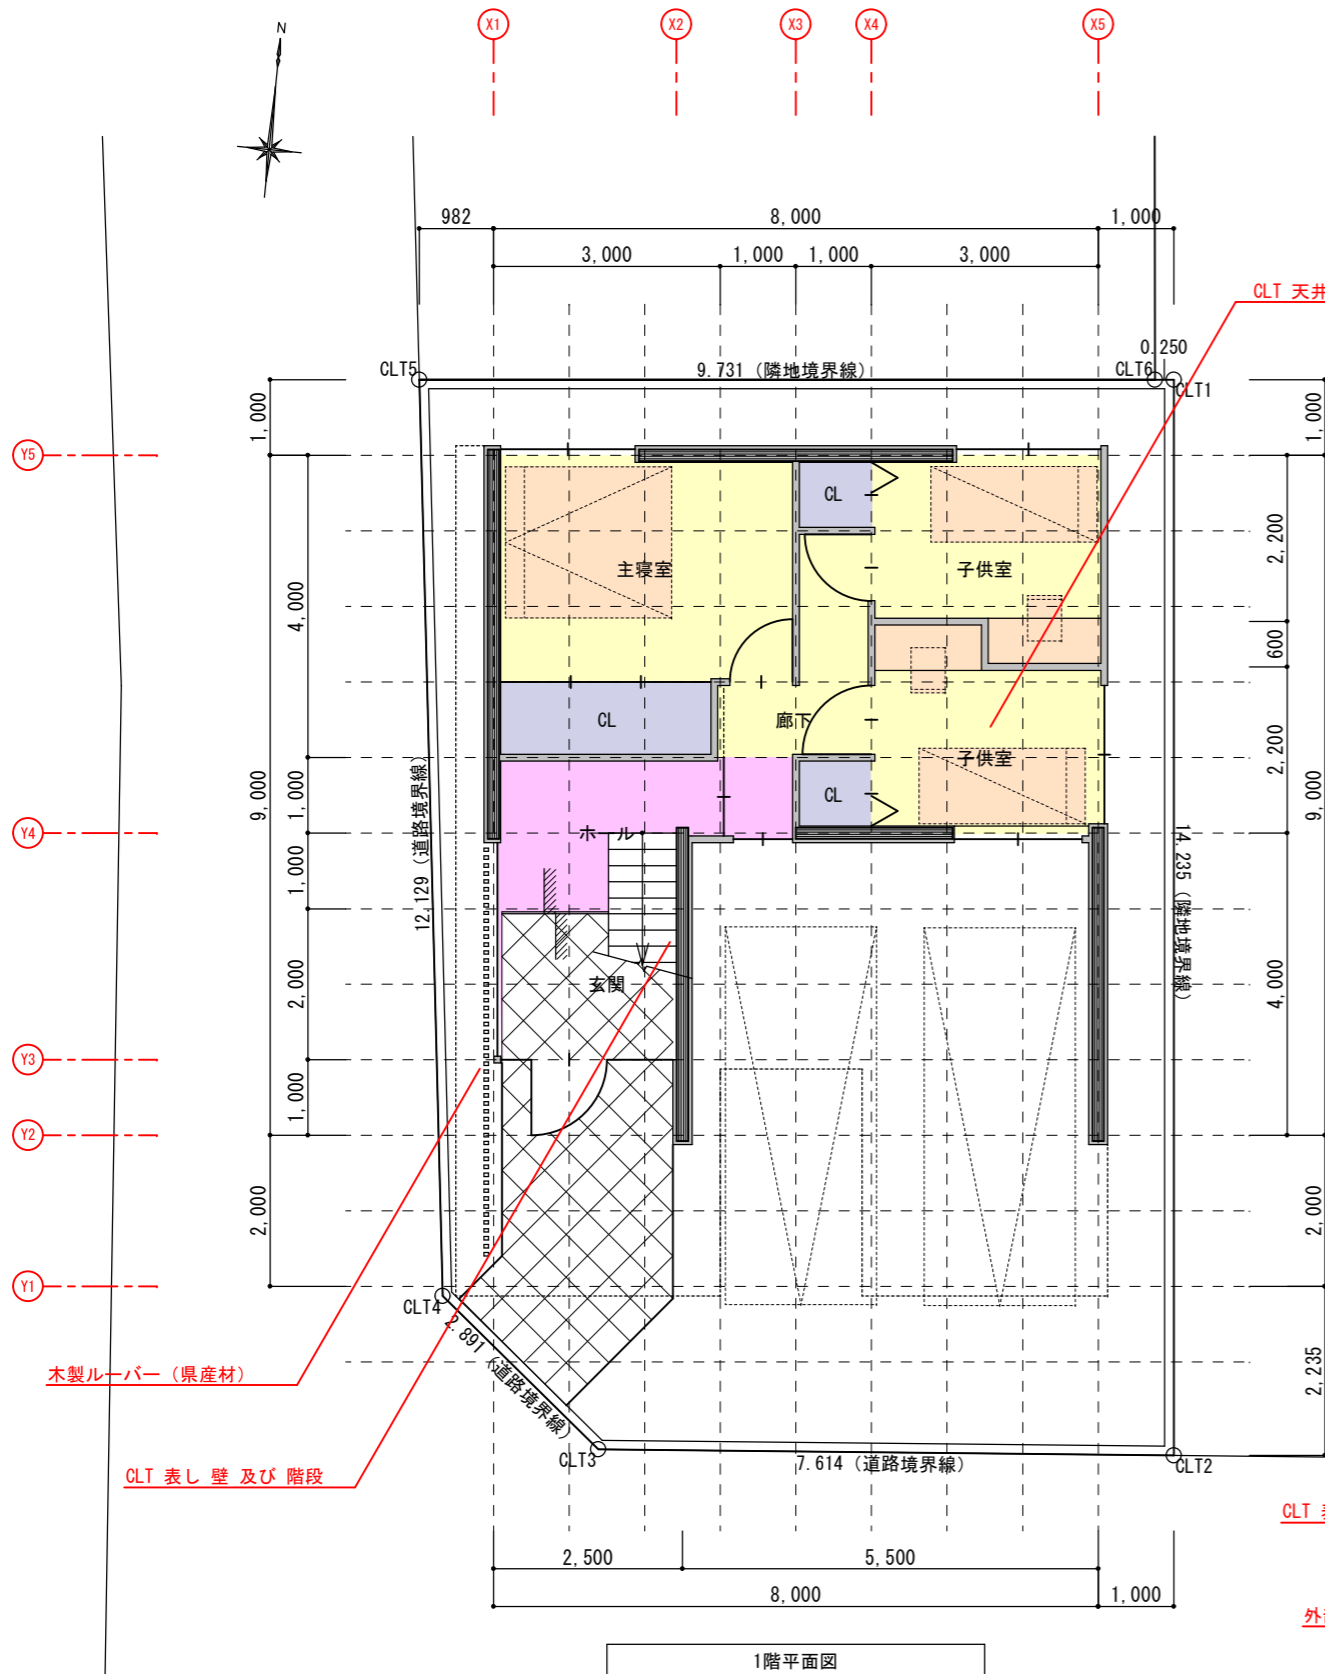 X1
X2
X3
X4
X5
N
982
8,000
1,000
3,000
1,000
1,000
3,000
CLT 天井
0.250
CLT5
9.731 (隣地境界線)
CLT6
CLT1
1,000
1,000
Y5
CL
2,200
主寝室
子供室
4,000
600
CL
廊下
子供室
2,200
9,000
9,000
1,000
CL
12.129 (道路境界線)
14.235 (隣地境界線)
Y4
ホール
1,000
玄関
2,000
4,000
Y3
1,000
Y2
2,000
2,000
Y1
CLT4
2.891 (道路境界線)
木製ルーバー (県産材)
2,235
CLT3
7.614 (道路境界線)
CLT2
CLT 表し 壁 及び 階段
CLT
2,500
5,500
8,000
1,000
外
1階平面図